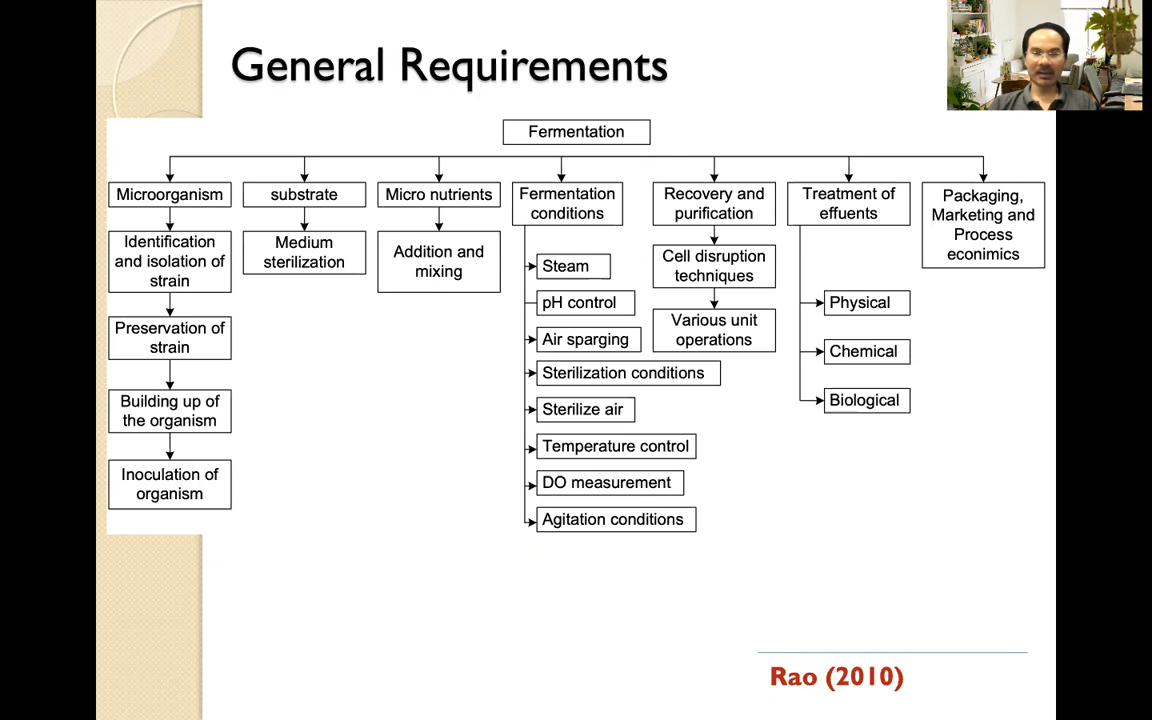 General Requirements
Fermentation
Microorganism
Identification
and isolation of
strain
Preservation of
strain
Building up of
the organism
Inoculation of
organism
substrate
Medium
sterilization
Micro nutrients
Addition and
mixing
Fermentation
conditions
Steam
pH control
Air sparging
Sterilization conditions
Sterilize air
Temperature control
DO measurement
Agitation conditions
Recovery and
purification
Cell disruption
techniques
Various unit
operations
Treatment of
effuents
Physical
Chemical
Biological
Packaging,
Marketing and
Process
econimics
Rao (2010)